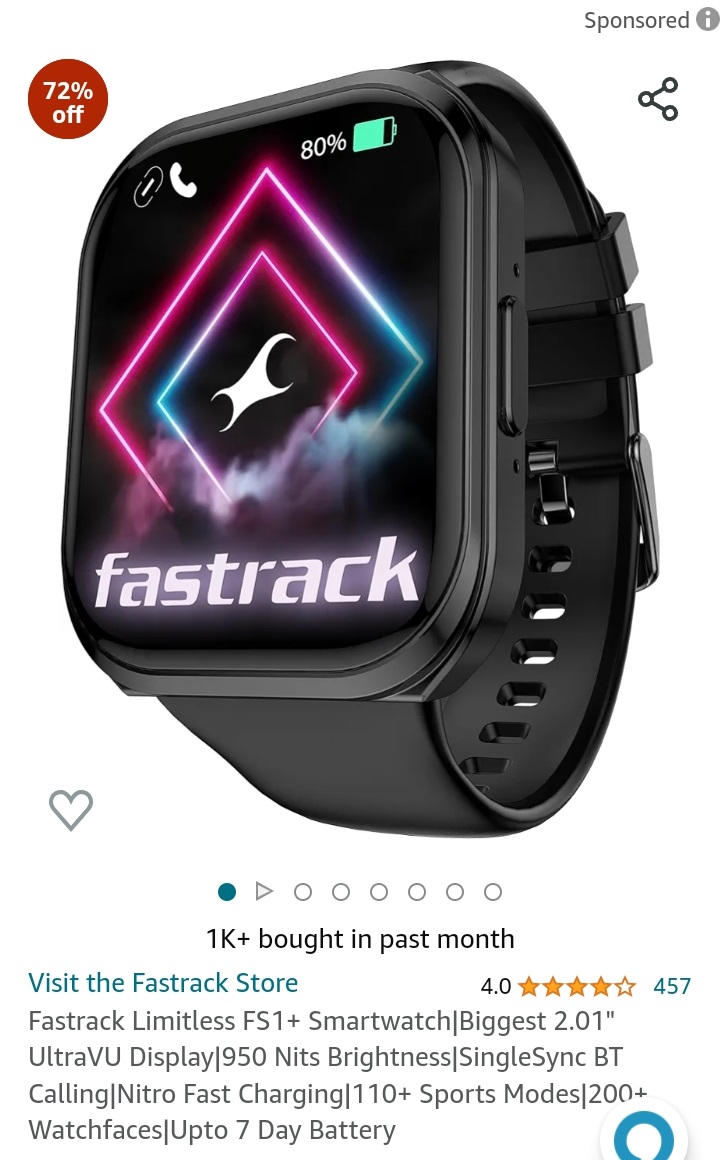 Sponsored
72%
off
80%
fastrack
1K+ bought in past month
Visit the Fastrack Store
4.0
457
Fastrack Limitless FS1+ Smartwatch|Biggest 2.01"
UltraVU Display|950 Nits Brightness|SingleSync BT
Calling|Nitro Fast Charging|110+ Sports Modes|200+
Watchfaces|Upto 7 Day Battery